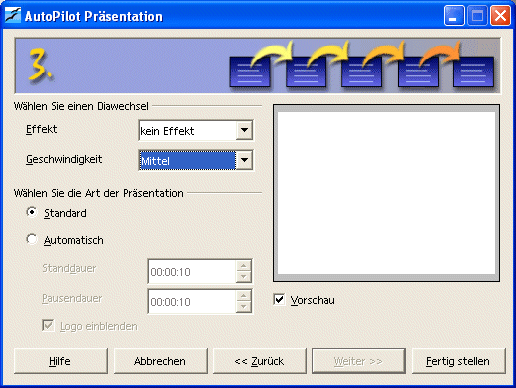 AutoPilot Präsentation
3.
Wählen Sie einen Diawechsel
Effekt
kein Effekt
Geschwindigkeit
Mittel
Wählen Sie die Art der Präsentation
Standard
Automatisch
Standdauer
00:00:10
Pausendauer
00:00:10
Logo einblenden
Vorschau
Hilfe
Abbrechen
<< Zurück
Weiter >>
Fertig stellen